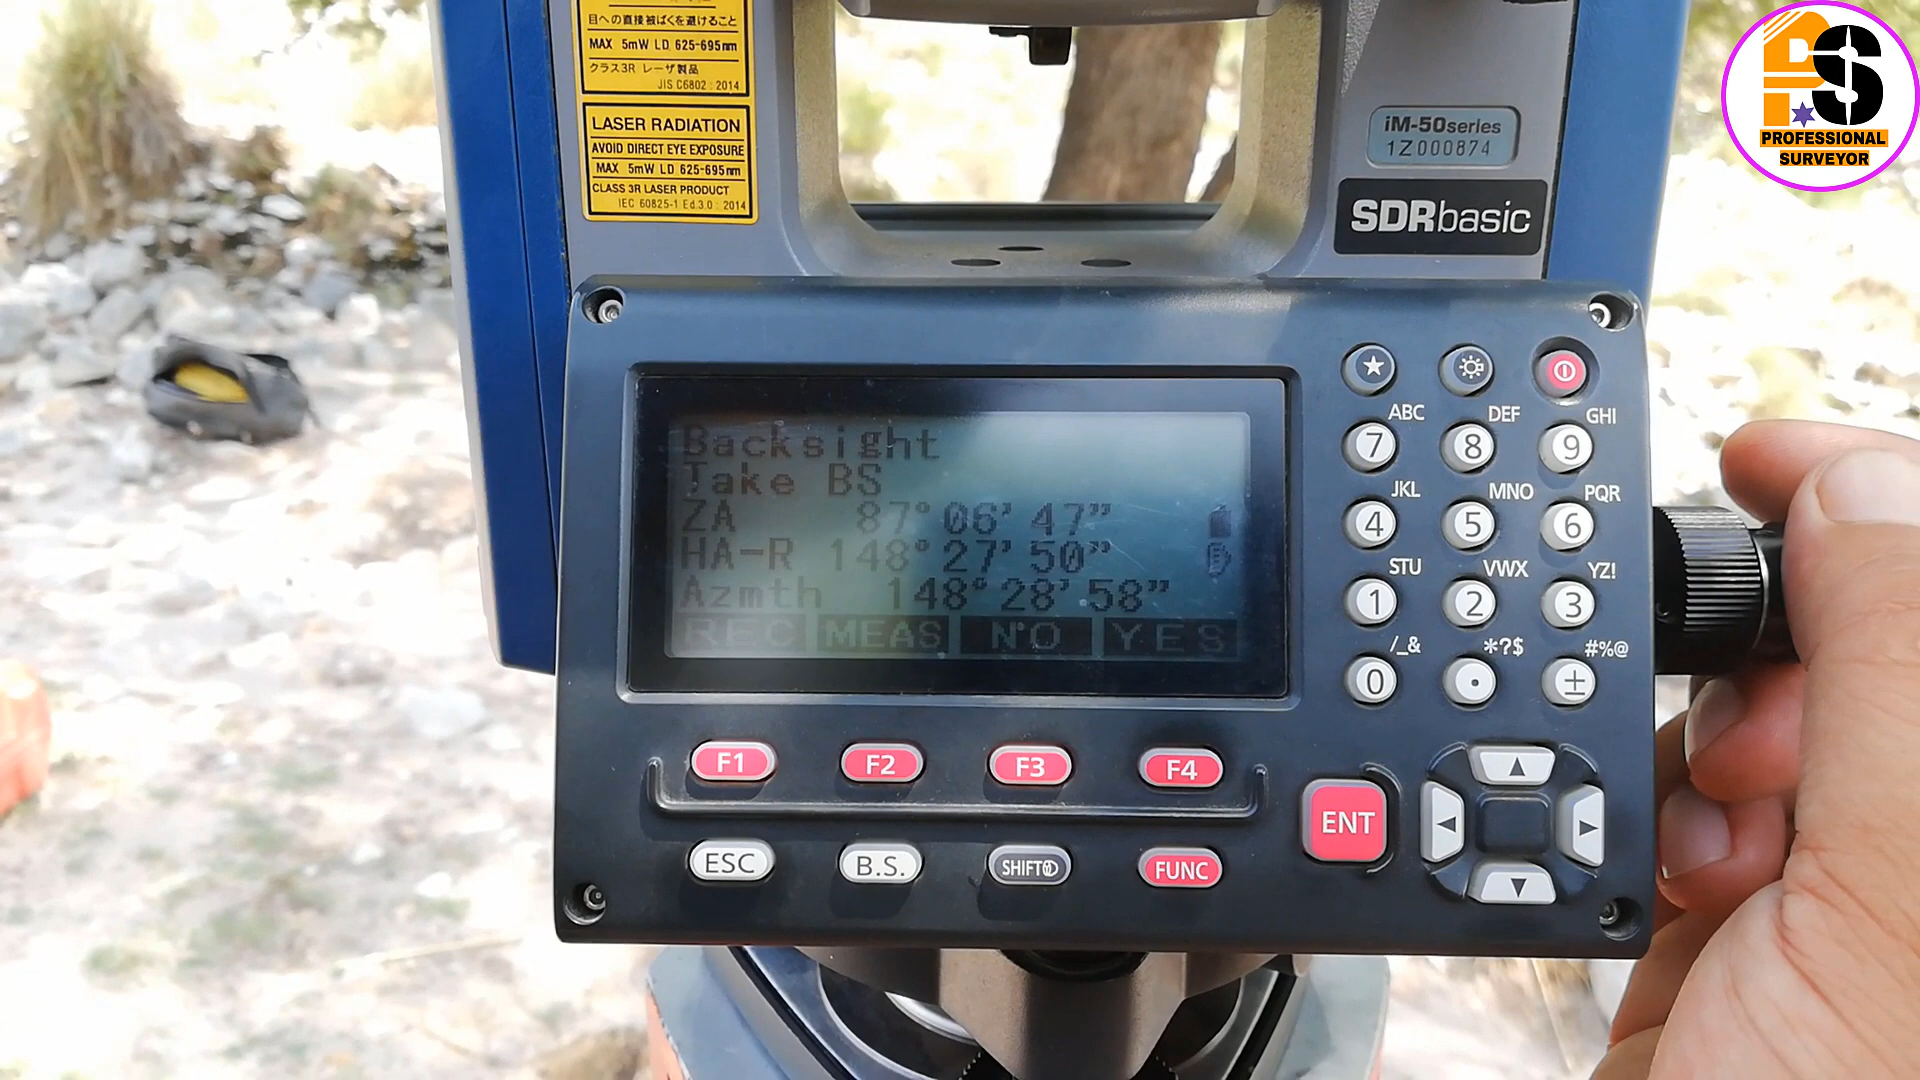 目への直接被ばくを避けること
MAX 5mW LD 625-695nm
クラス3R レーザ製品
JIS C6802 : 2014
LASER RADIATION
AVOID DIRECT EYE EXPOSURE
MAX 5mW LD 625-695nm
CLASS 3R LASER PRODUCT
IEC 60825-1 Ed.3.0 : 2014
iM-50series
1Z000874
SDRbasic
PS
PROFESSIONAL
SURVEYOR
Backsight
Take BS
ZA 87°06'47"
HA-R 148°27'50"
Azmth 148°28'58"
REC MEAS NO YES
ABC DEF GHI
7 8 9
JKL MNO PQR
4 5 6
STU VWX YZ!
1 2 3
/_& *?$ #%@
0 • ±
F1 F2 F3 F4
ESC B.S. SHIFT FUNC
ENT